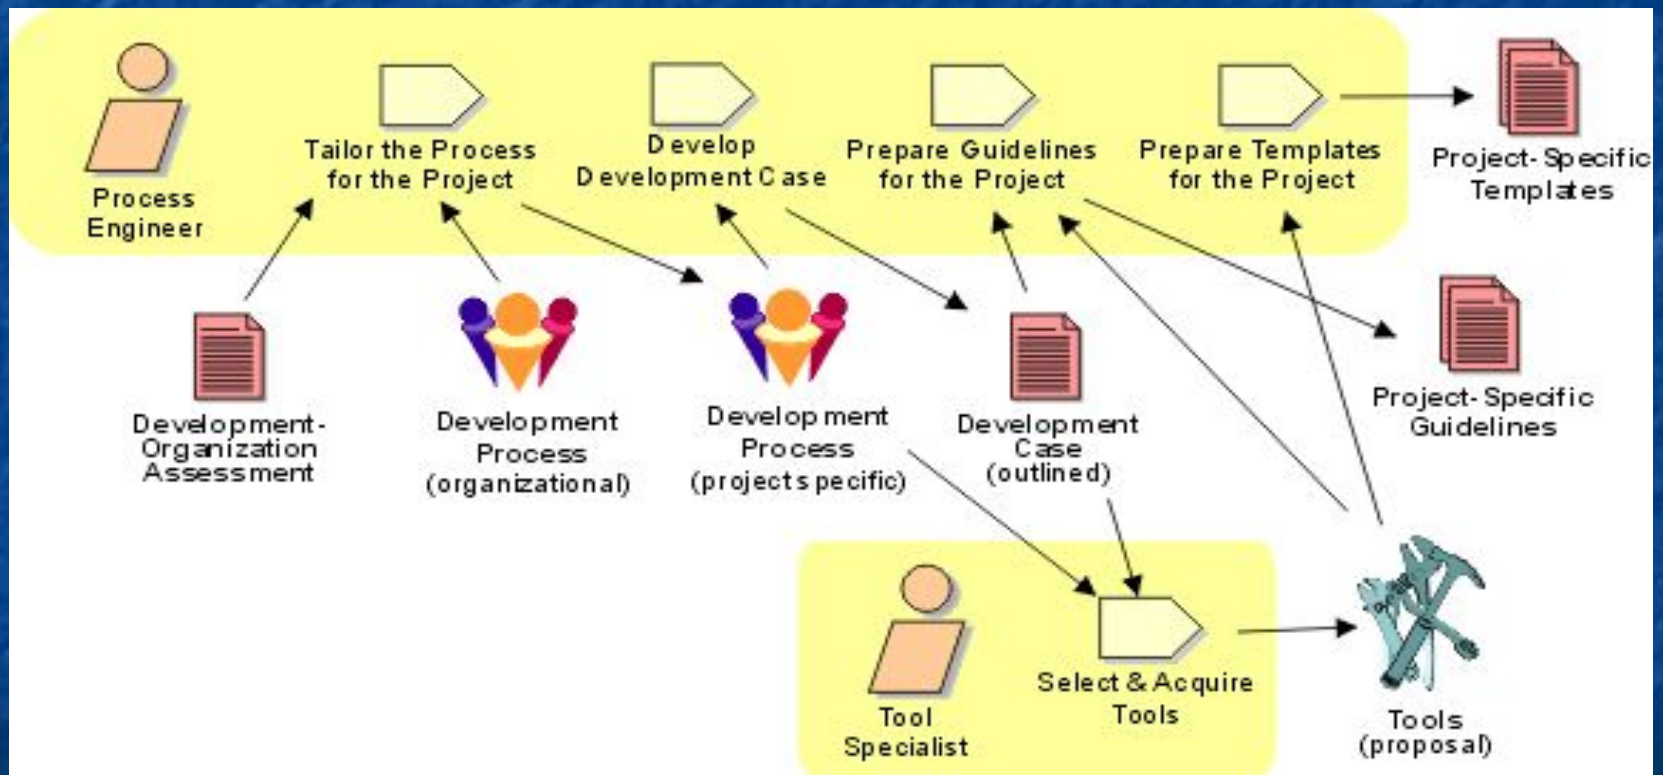 Process
Engineer
Tailor the Process
for the Project
Develop
Development Case
Prepare Guidelines
for the Project
Prepare Templates
for the Project
Project-Specific
Templates
Development-
Organization
Assessment
Development
Process
(organizational)
Development
Process
(project specific)
Development
Case
(outlined)
Project-Specific
Guidelines
Tool
Specialist
Select & Acquire
Tools
Tools
(proposal)